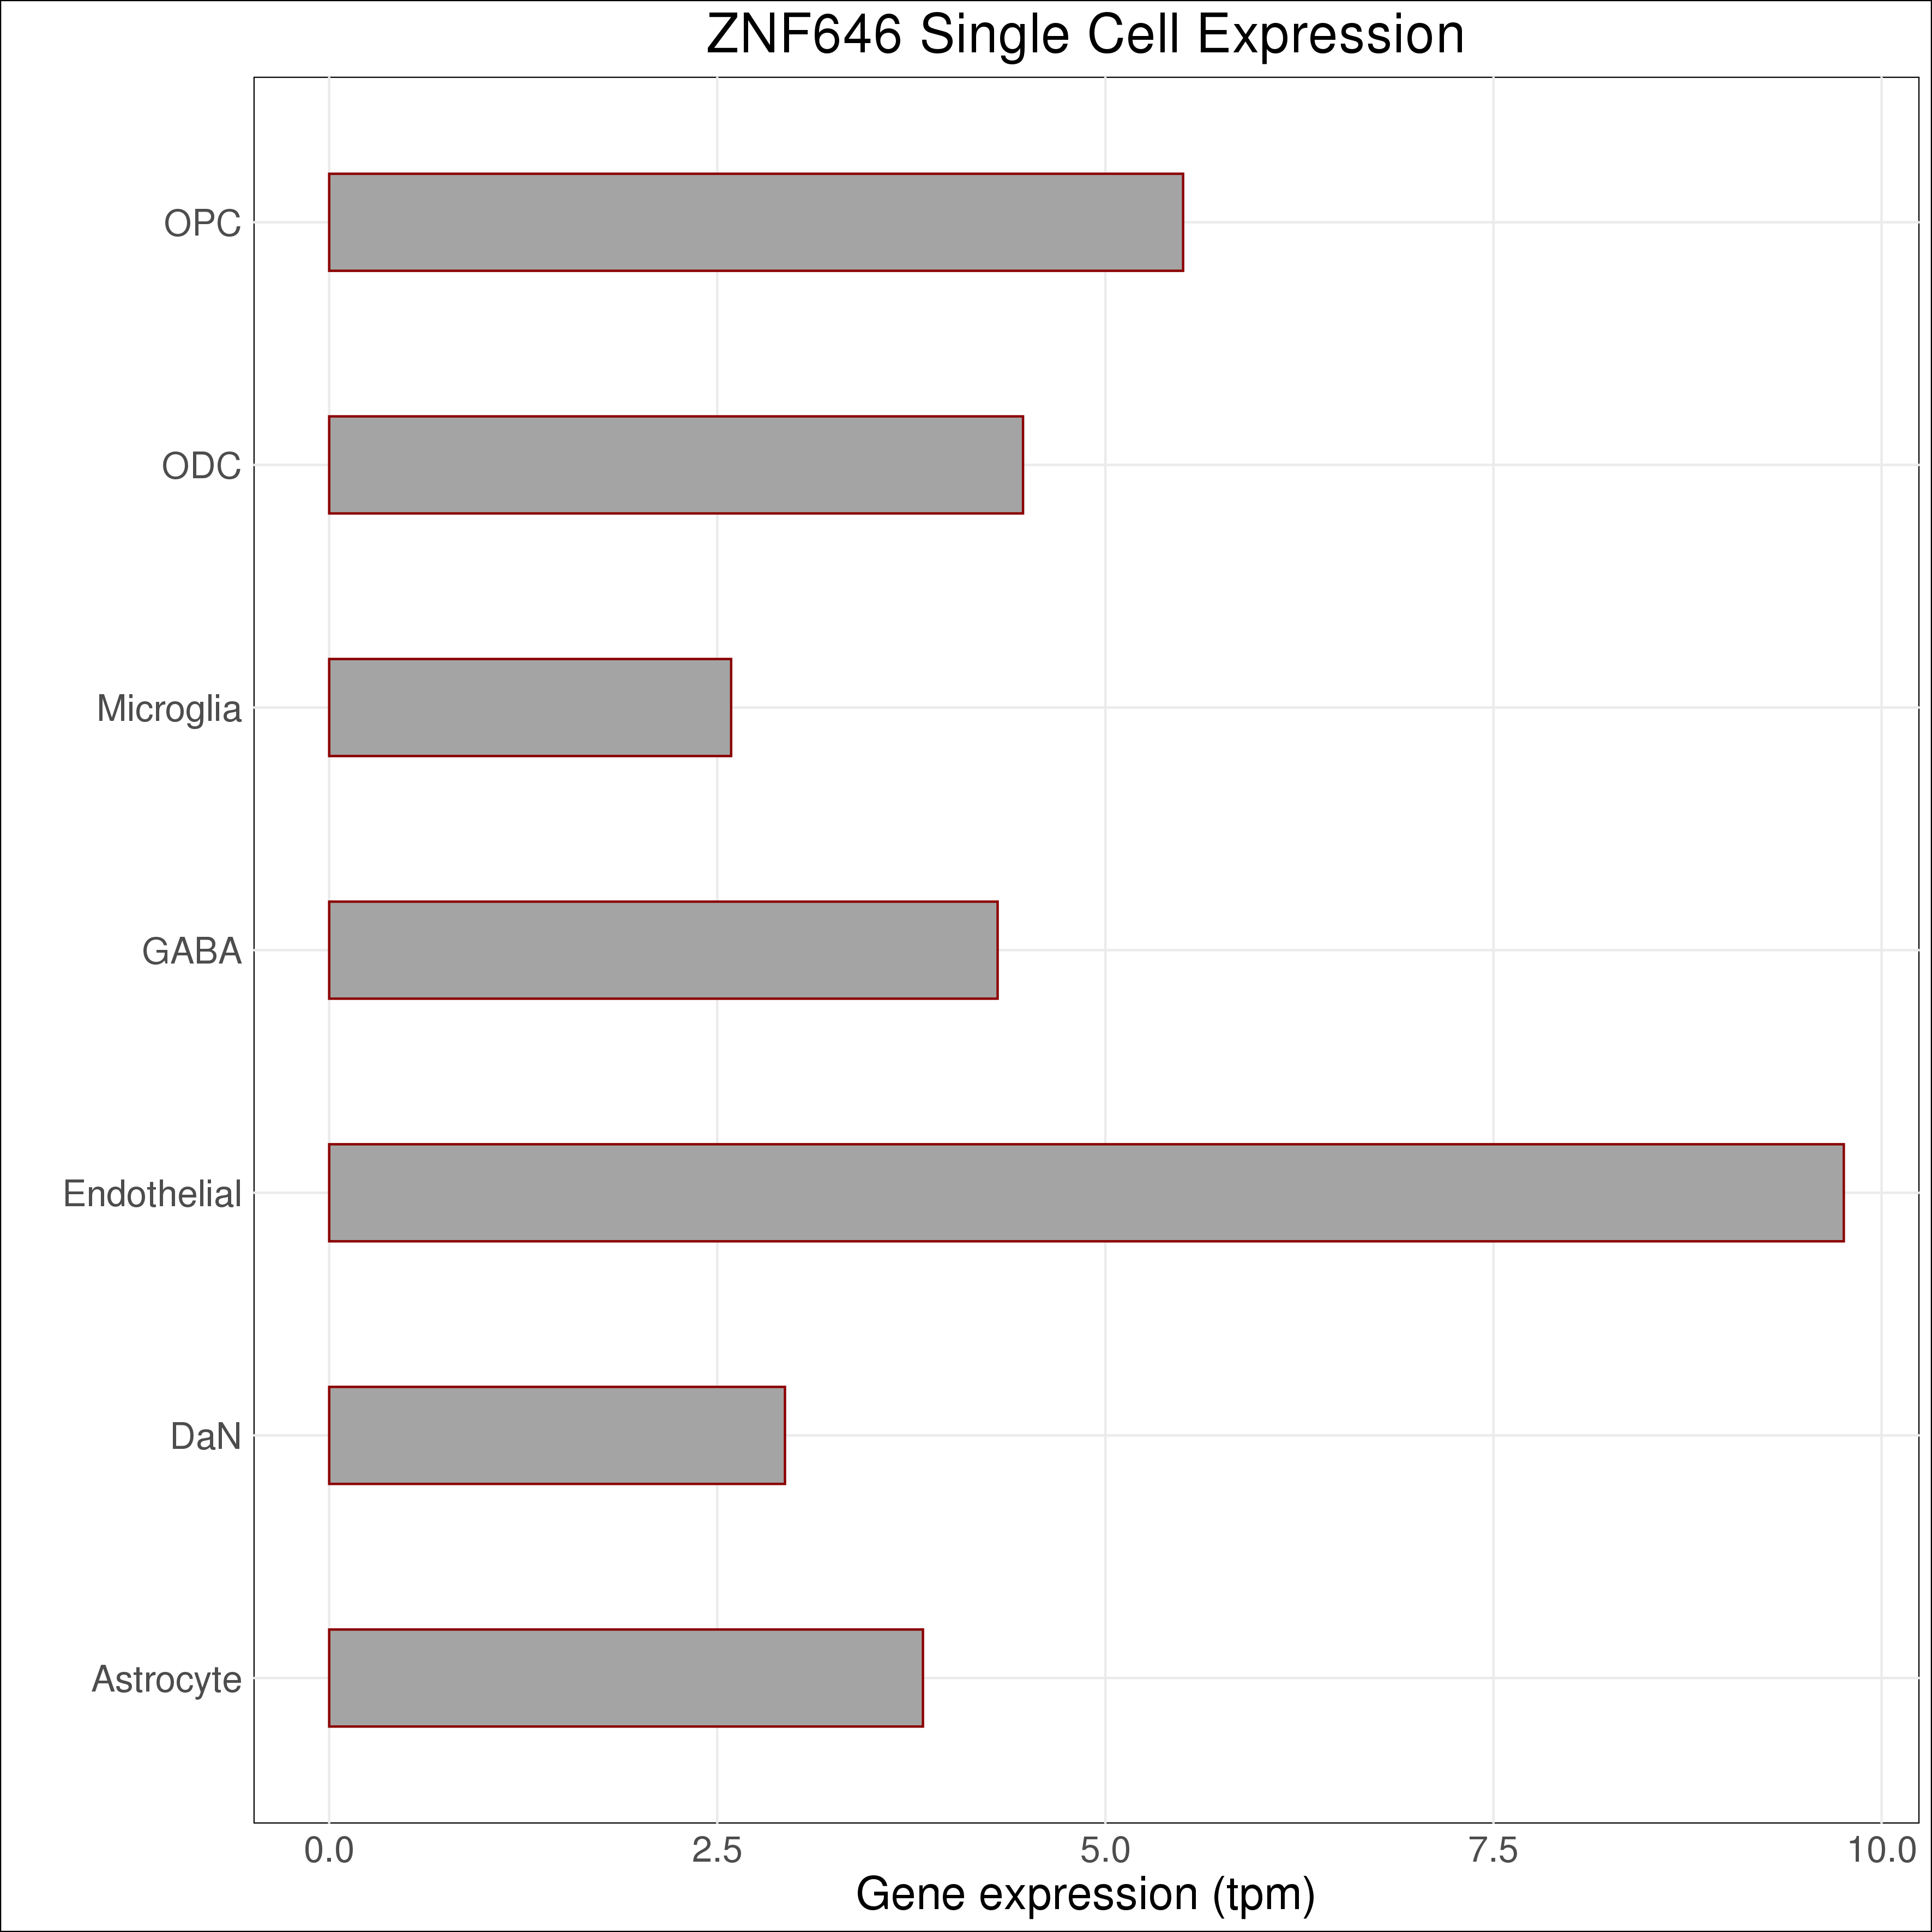 ZNF646 Single Cell Expression
OPC
ODC
Microglia
GABA
Endothelial
DaN
Astrocyte
0.0 2.5 5.0 7.5 10.0
Gene expression (tpm)